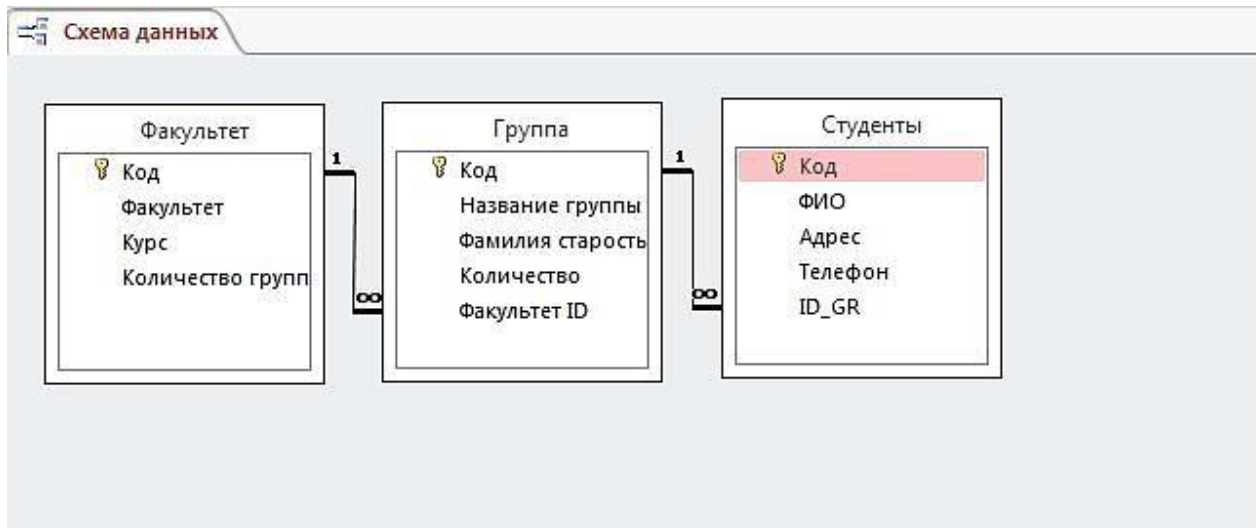 Схема данных
Факультет
Код
Факультет
Курс
Количество групп
1
∞
Группа
Код
Название группы
Фамилия старость
Количество
Факультет ID
1
∞
Студенты
Код
ФИО
Адрес
Телефон
ID_GR